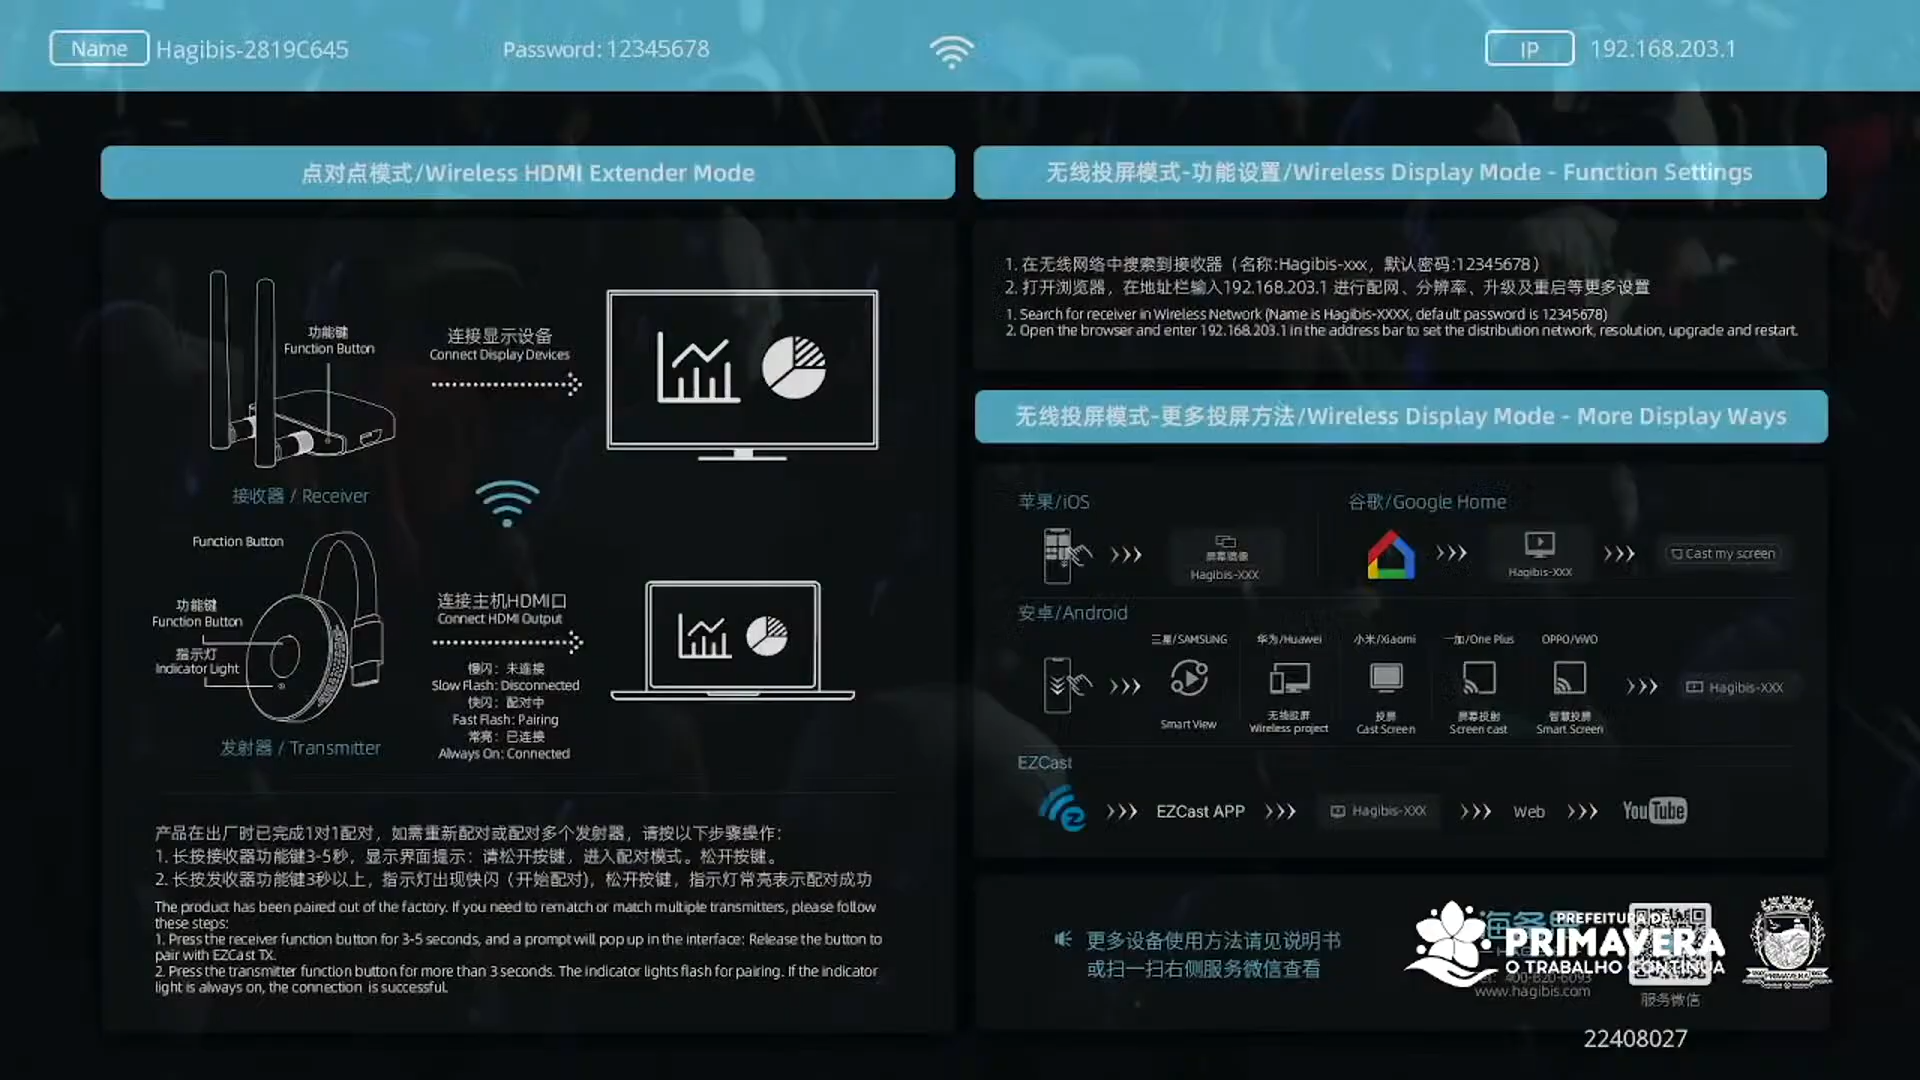 Name Hagibis-2819C645 Password: 12345678 IP 192.168.203.1
点对点模式/Wireless HDMI Extender Mode
功能键
Function Button
连接显示设备
Connect Display Devices
接收器 / Receiver
Function Button
功能键
Function Button
指示灯
Indicator Light
发射器 / Transmitter
连接主机HDMI口
Connect HDMI Output
慢闪：未连接
Slow Flash: Disconnected
快闪：配对中
Fast Flash: Pairing
常亮：已连接
Always On: Connected
产品在出厂时已完成1对1配对，如需重新配对或配对多个发射器，请按以下步骤操作：
1. 长按接收器功能键3-5秒，显示界面提示：请松开按键，进入配对模式。松开按键。
2. 长按发收器功能键3秒以上，指示灯出现快闪（开始配对)，松开按键，指示灯常亮表示配对成功
The product has been paired out of the factory. If you need to rematch or match multiple transmitters, please follow
these steps:
1. Press the receiver function button for 3-5 seconds, and a prompt will pop up in the interface: Release the button to
pair with EZCast TX.
2. Press the transmitter function button for more than 3 seconds. The indicator lights flash for pairing. If the indicator
light is always on, the connection is successful.
无线投屏模式-功能设置/Wireless Display Mode - Function Settings
1. 在无线网络中搜索到接收器（名称:Hagibis-xxx，默认密码:12345678）
2. 打开浏览器，在地址栏输入192.168.203.1 进行配网、分辨率、升级及重启等更多设置
1. Search for receiver in Wireless Network (Name is Hagibis-XXXX, default password is 12345678)
2. Open the browser and enter 192.168.203.1 in the address bar to set the distribution network, resolution, upgrade and restart.
无线投屏模式-更多投屏方法/Wireless Display Mode - More Display Ways
苹果/iOS
屏幕镜像
Hagibis-XXX
谷歌/Google Home
Hagibis-XXX
Cast my screen
安卓/Android
三星/SAMSUNG 华为/Huawei 小米/Xiaomi 一加/One Plus OPPO/VIVO
Smart View
无线投屏
Wireless project
投屏
Cast Screen
屏幕投射
Screen cast
智慧投屏
Smart Screen
Hagibis-XXX
EZCast
EZCast APP Hagibis-XXX Web YouTube
更多设备使用方法请见说明书
或扫一扫右侧服务微信查看
PREFEITURA DE
PRIMAVERA
O TRABALHO CONTINUA
www.hagibis.com
服务微信
PRIMAVERA
22408027